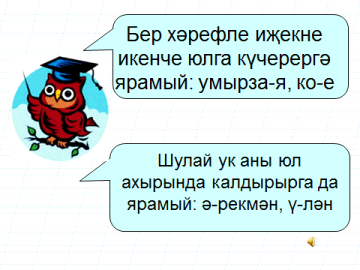 Бер хәрефле иҗекне
икенче юлга күчерергә
ярамый: умырза-я, ко-е
Шулай ук аны юл
ахырында калдырырга да
ярамый: ә-рекмән, ү-лән